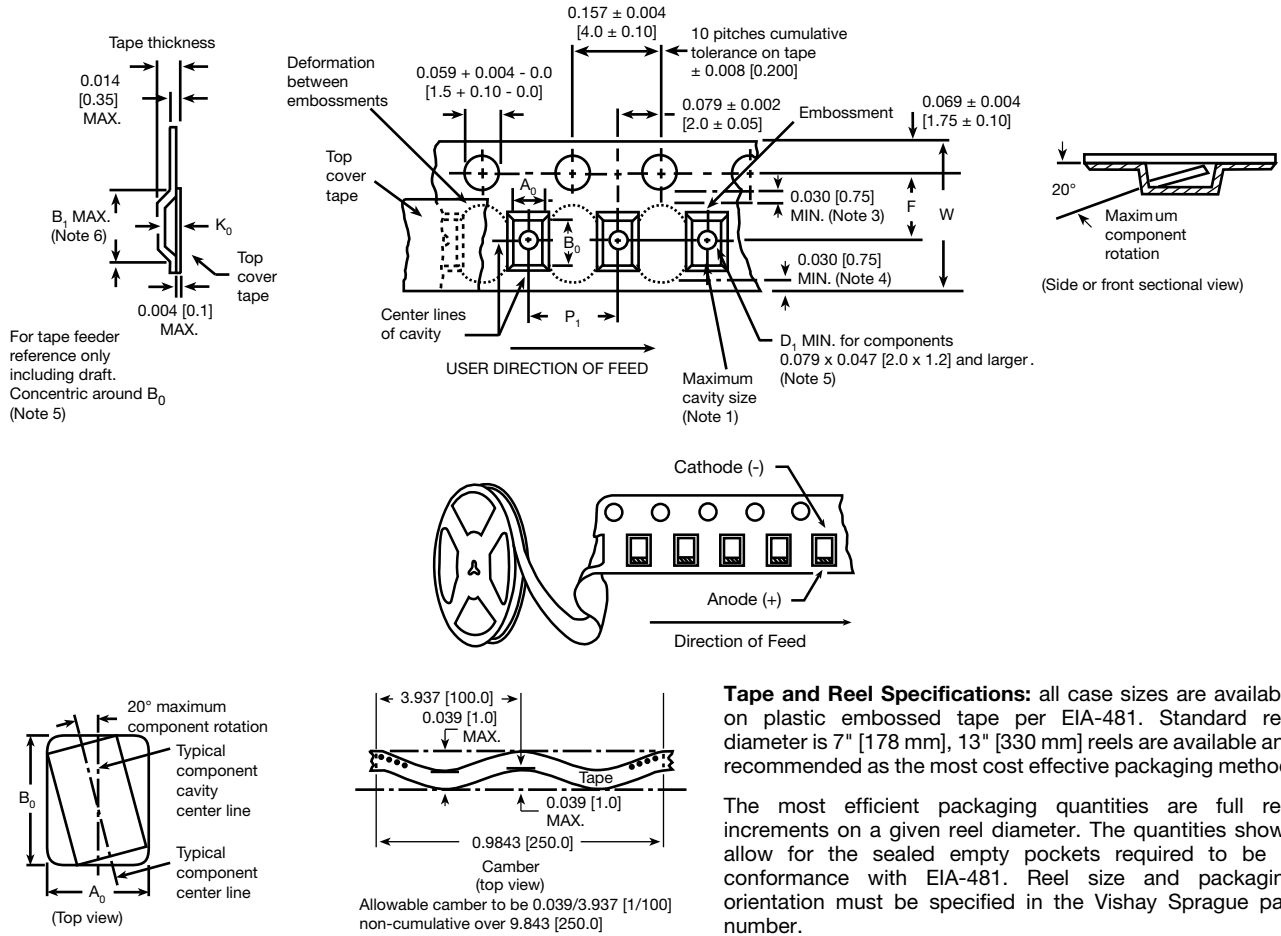 Tape thickness
0.014
[0.35]
MAX.
B1 MAX.
(Note 6)
K0
Top
cover
tape
0.004 [0.1]
MAX.
For tape feeder
reference only
including draft.
Concentric around B0
(Note 5)
Deformation
between
embossments
0.059 + 0.004 - 0.0
[1.5 + 0.10 - 0.0]
0.157 ± 0.004
[4.0 ± 0.10]
10 pitches cumulative
tolerance on tape
± 0.008 [0.200]
0.079 ± 0.002
[2.0 ± 0.05]
Embossment
0.069 ± 0.004
[1.75 ± 0.10]
Top
cover
tape
A0
B0
0.030 [0.75]
MIN. (Note 3)
F
W
0.030 [0.75]
MIN. (Note 4)
Center lines
of cavity
P1
USER DIRECTION OF FEED
Maximum
cavity size
(Note 1)
D1 MIN. for components
0.079 x 0.047 [2.0 x 1.2] and larger.
(Note 5)
20°
Maximum
component
rotation
(Side or front sectional view)
Cathode (-)
Anode (+)
Direction of Feed
20° maximum
component rotation
Typical
component
cavity
center line
B0
Typical
component
center line
A0
(Top view)
3.937 [100.0]
0.039 [1.0]
MAX.
Tape
0.039 [1.0]
MAX.
0.9843 [250.0]
Camber
(top view)
Allowable camber to be 0.039/3.937 [1/100]
non-cumulative over 9.843 [250.0]
Tape and Reel Specifications: all case sizes are availab
on plastic embossed tape per EIA-481. Standard re
diameter is 7" [178 mm], 13" [330 mm] reels are available an
recommended as the most cost effective packaging metho
The most efficient packaging quantities are full re
increments on a given reel diameter. The quantities show
allow for the sealed empty pockets required to be
conformance with EIA-481. Reel size and packagin
orientation must be specified in the Vishay Sprague pa
number.